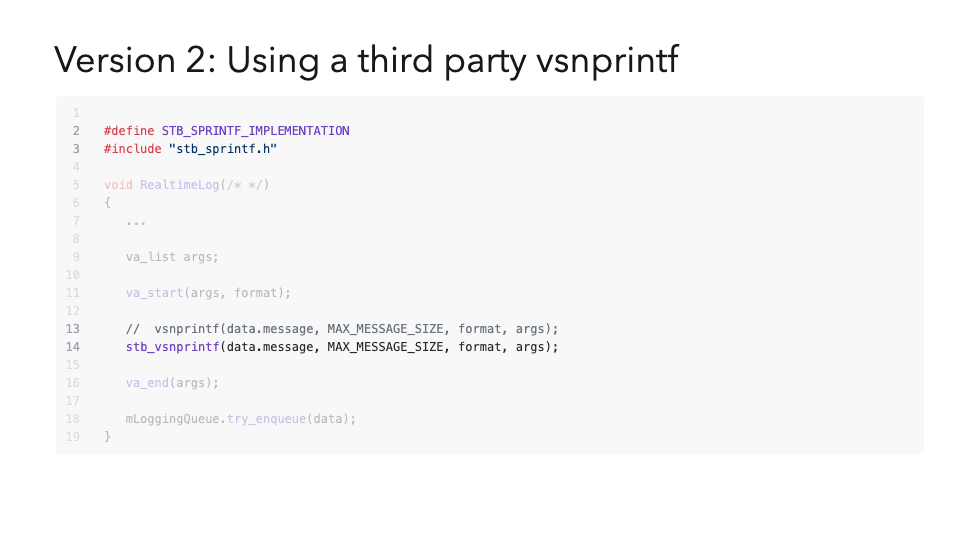 Version 2: Using a third party vsnprintf
1
2 #define STB_SPRINTF_IMPLEMENTATION
3 #include "stb_sprintf.h"
4
5 void RealtimeLog(/* */)
6 {
7 ...
8
9 va_list args;
10
11 va_start(args, format);
12
13 //  vsnprintf(data.message, MAX_MESSAGE_SIZE, format, args);
14 stb_vsnprintf(data.message, MAX_MESSAGE_SIZE, format, args);
15
16 va_end(args);
17
18 mLoggingQueue.try_enqueue(data);
19 }